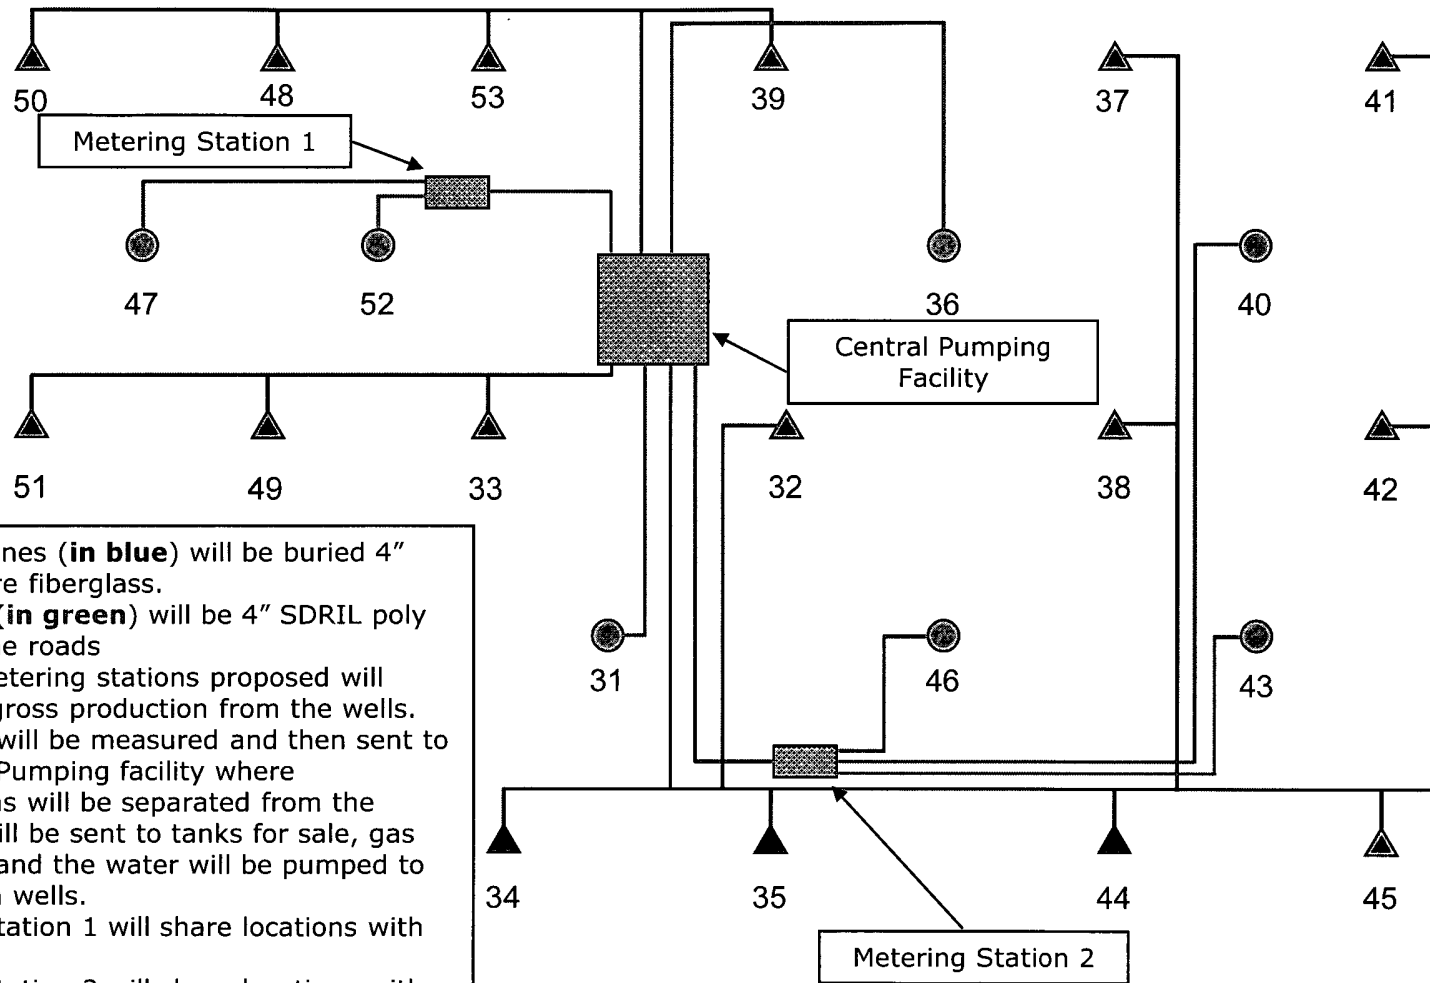 50
48
53
39
37
41
Metering Station 1
47
52
36
40
Central Pumping
Facility
51
49
33
32
38
42
nes (in blue) will be buried 4”
re fiberglass.
(in green) will be 4” SDRIL poly
e roads
etering stations proposed will
gross production from the wells.
will be measured and then sent to
Pumping facility where
as will be separated from the
ill be sent to tanks for sale, gas
and the water will be pumped to
wells.
tation 1 will share locations with
31
46
43
34
35
44
45
Metering Station 2